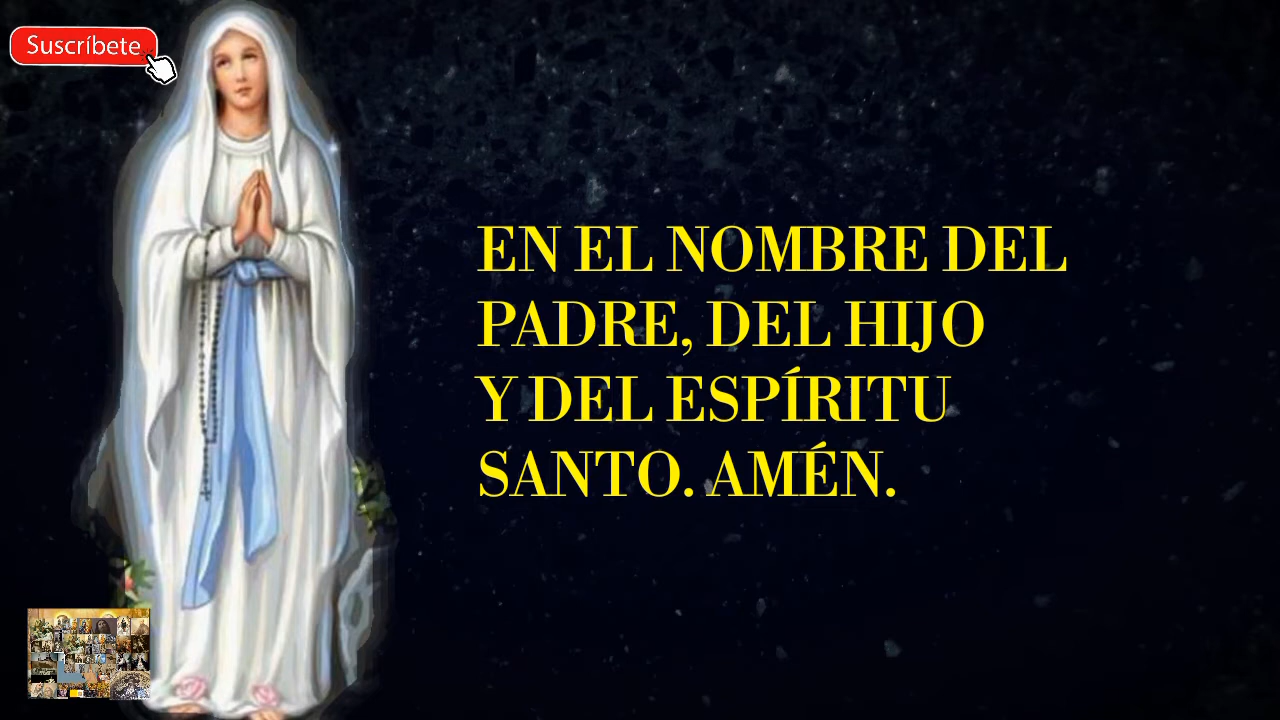 Suscríbete
EN EL NOMBRE DEL
PADRE, DEL HIJO
Y DEL ESPÍRITU
SANTO. AMÉN.